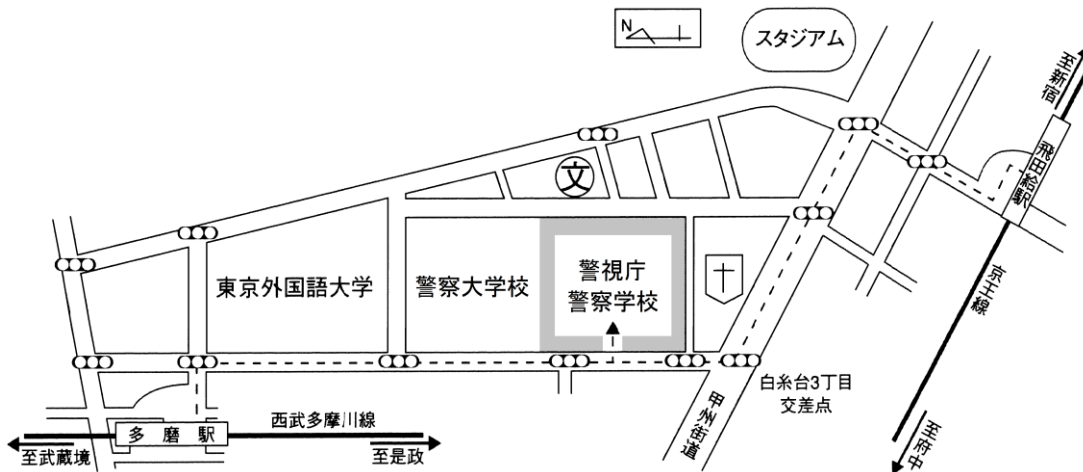 N
スタジアム
至新宿
飛田給駅
文
東京外国語大学
警察大学校
警視庁
警察学校
京王線
白糸台3丁目
交差点
甲州街道
西武多摩川線
多磨駅
至武蔵境
至是政
至府中